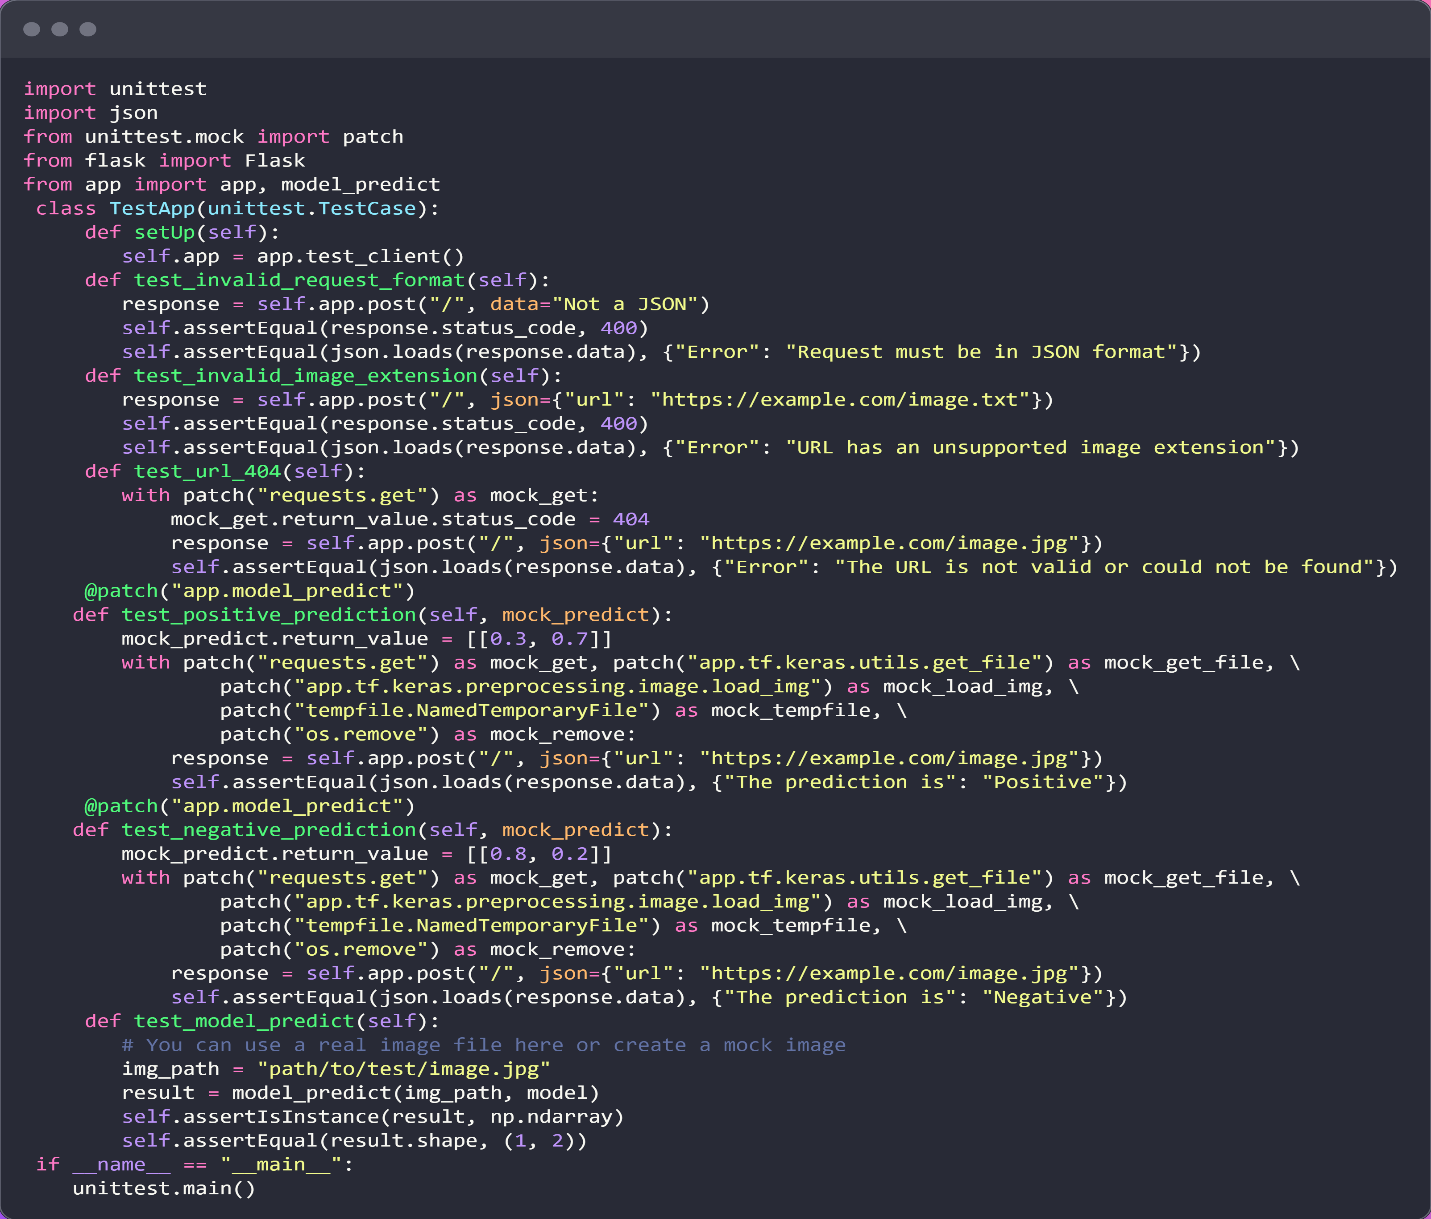 import unittest
import json
from unittest.mock import patch
from flask import Flask
from app import app, model_predict
 class TestApp(unittest.TestCase):
     def setUp(self):
        self.app = app.test_client()
     def test_invalid_request_format(self):
        response = self.app.post("/", data="Not a JSON")
        self.assertEqual(response.status_code, 400)
        self.assertEqual(json.loads(response.data), {"Error": "Request must be in JSON format"})
     def test_invalid_image_extension(self):
        response = self.app.post("/", json={"url": "https://example.com/image.txt"})
        self.assertEqual(response.status_code, 400)
        self.assertEqual(json.loads(response.data), {"Error": "URL has an unsupported image extension"})
     def test_url_404(self):
        with patch("requests.get") as mock_get:
            mock_get.return_value.status_code = 404
            response = self.app.post("/", json={"url": "https://example.com/image.jpg"})
            self.assertEqual(json.loads(response.data), {"Error": "The URL is not valid or could not be found"})
     @patch("app.model_predict")
    def test_positive_prediction(self, mock_predict):
        mock_predict.return_value = [[0.3, 0.7]]
        with patch("requests.get") as mock_get, patch("app.tf.keras.utils.get_file") as mock_get_file, \
                patch("app.tf.keras.preprocessing.image.load_img") as mock_load_img, \
                patch("tempfile.NamedTemporaryFile") as mock_tempfile, \
                patch("os.remove") as mock_remove:
            response = self.app.post("/", json={"url": "https://example.com/image.jpg"})
            self.assertEqual(json.loads(response.data), {"The prediction is": "Positive"})
     @patch("app.model_predict")
    def test_negative_prediction(self, mock_predict):
        mock_predict.return_value = [[0.8, 0.2]]
        with patch("requests.get") as mock_get, patch("app.tf.keras.utils.get_file") as mock_get_file, \
                patch("app.tf.keras.preprocessing.image.load_img") as mock_load_img, \
                patch("tempfile.NamedTemporaryFile") as mock_tempfile, \
                patch("os.remove") as mock_remove:
            response = self.app.post("/", json={"url": "https://example.com/image.jpg"})
            self.assertEqual(json.loads(response.data), {"The prediction is": "Negative"})
     def test_model_predict(self):
        # You can use a real image file here or create a mock image
        img_path = "path/to/test/image.jpg"
        result = model_predict(img_path, model)
        self.assertIsInstance(result, np.ndarray)
        self.assertEqual(result.shape, (1, 2))
 if __name__ == "__main__":
    unittest.main()